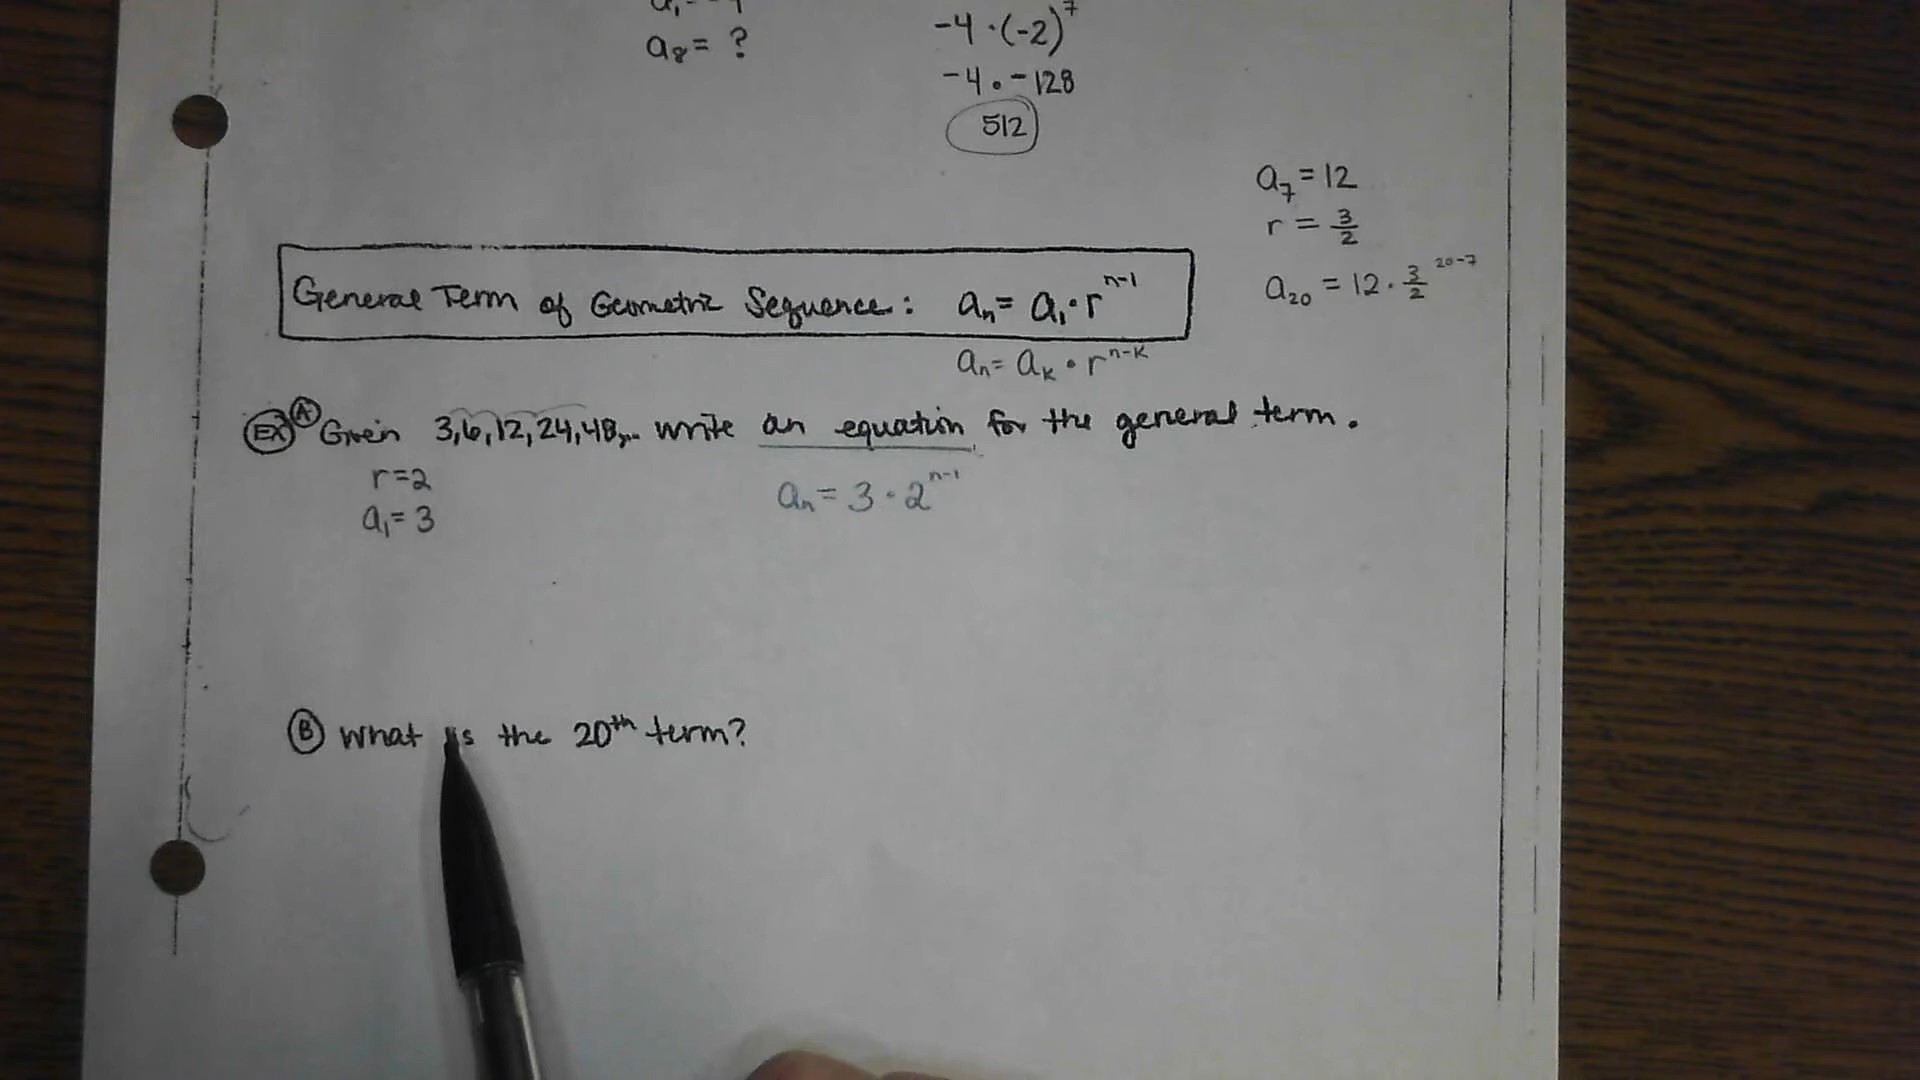 a₈ = ?
-4 · (-2)⁷
-4 · -128
512
a₇ = 12
r = 3/2
a₂₀ = 12 · 3/2 ²⁰⁻⁷
General Term of Geometric Sequence: aₙ = a₁ · rⁿ⁻¹
aₙ = aₖ · rⁿ⁻ᵏ
EX A Given 3,6,12,24,48,... write an equation for the general term.
r=2
a₁= 3
aₙ = 3 · 2ⁿ⁻¹
B What is the 20th term?